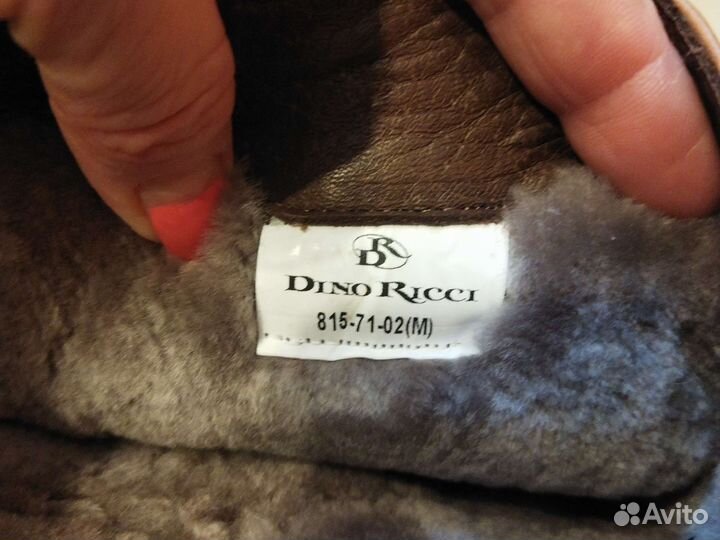 DR
DINO RICCI
815-71-02(M)
Avito